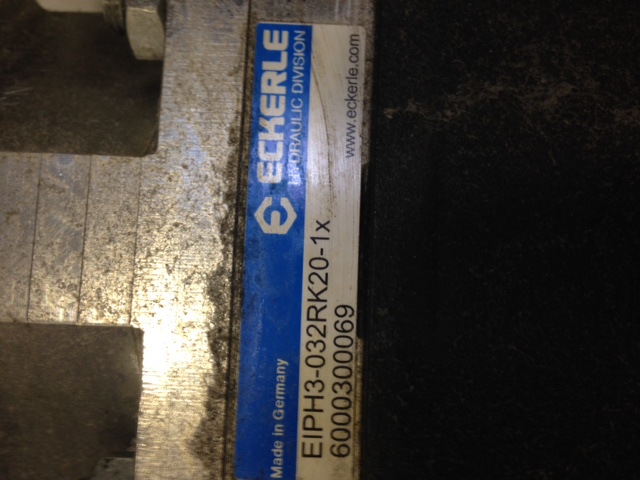 ECKERLE
HYDRAULIC DIVISION
Made in Germany
www.eckerle.com
EIPH3-032RK20-1x
6000300069